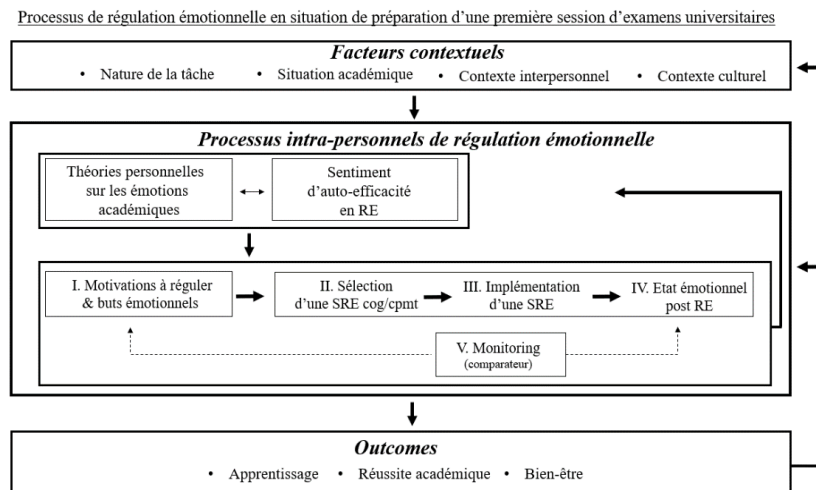 Processus de régulation émotionnelle en situation de préparation d'une première session d'examens universitaires
Facteurs contextuels
• Nature de la tâche • Situation académique • Contexte interpersonnel • Contexte culturel
Processus intra-personnels de régulation émotionnelle
Théories personnelles
sur les émotions
académiques
Sentiment
d'auto-efficacité
en RE
I. Motivations à réguler
& buts émotionnels
II. Sélection
d'une SRE cog/cpmt
III. Implémentation
d'une SRE
IV. Etat émotionnel
post RE
V. Monitoring
(comparateur)
Outcomes
• Apprentissage • Réussite académique • Bien-être